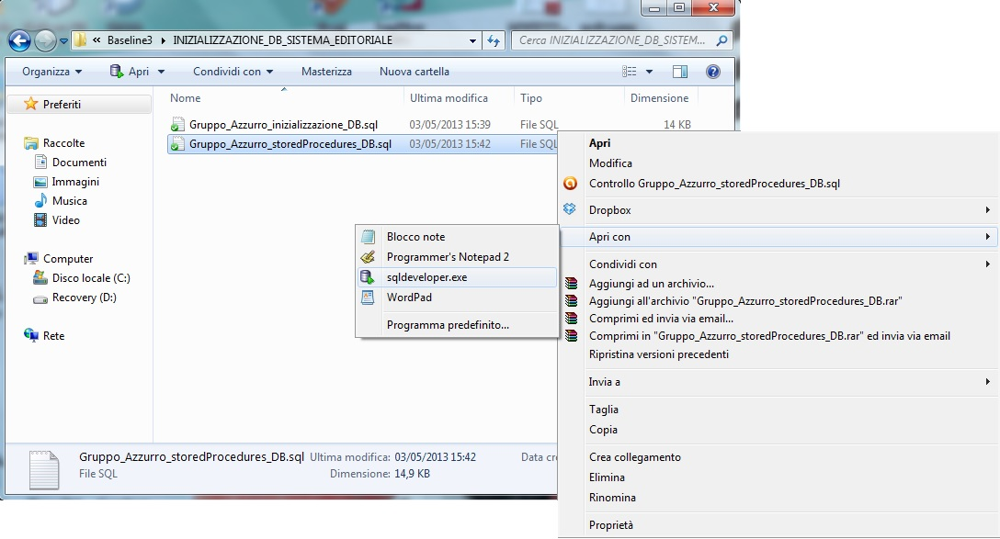 « Baseline3 INIZIALIZZAZIONE_DB_SISTEMA_EDITORIALE
Cerca INIZIALIZZAZIONE_DB_SISTEM...
Organizza Apri Condividi con Masterizza Nuova cartella
Nome Ultima modifica Tipo Dimensione
Preferiti
Raccolte
Documenti
Immagini
Musica
Video
Computer
Disco locale (C:)
Recovery (D:)
Rete
Gruppo_Azzurro_inizializzazione_DB.sql 03/05/2013 15:39 File SQL 14 KB
Gruppo_Azzurro_storedProcedures_DB.sql 03/05/2013 15:42 File SQL
Apri
Modifica
Controllo Gruppo_Azzurro_storedProcedures_DB.sql
Dropbox
Apri con
Condividi con
Aggiungi ad un archivio...
Aggiungi all'archivio "Gruppo_Azzurro_storedProcedures_DB.rar"
Comprimi ed invia via email...
Comprimi in "Gruppo_Azzurro_storedProcedures_DB.rar" ed invia via email
Ripristina versioni precedenti
Invia a
Taglia
Copia
Crea collegamento
Elimina
Rinomina
Proprietà
Blocco note
Programmer's Notepad 2
sqldeveloper.exe
WordPad
Programma predefinito...
Gruppo_Azzurro_storedProcedures_DB.sql Ultima modifica: 03/05/2013 15:42 Data cr
File SQL Dimensione: 14,9 KB